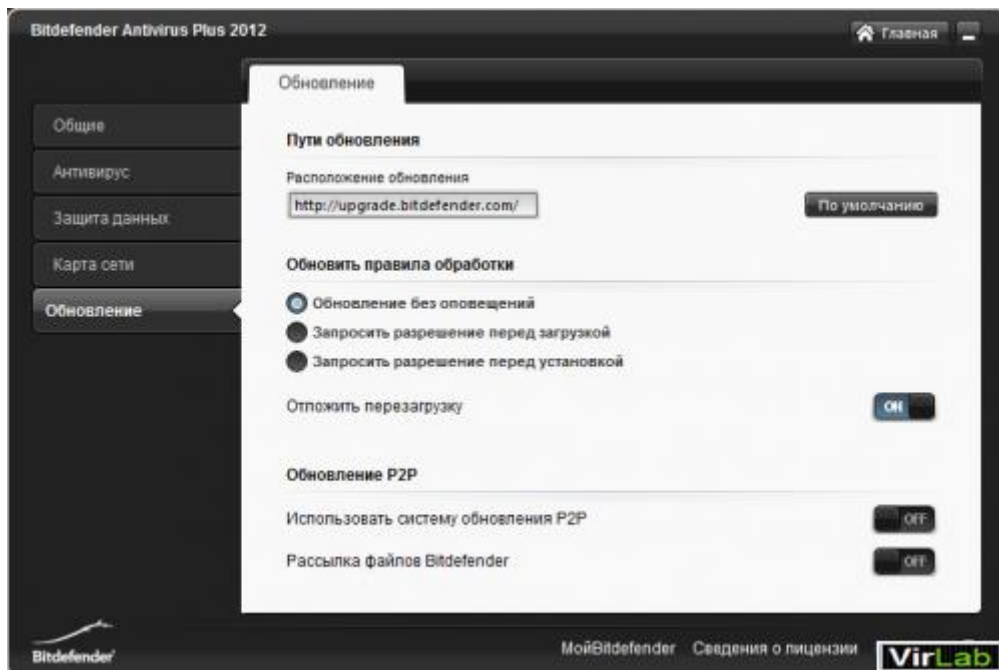 Bitdefender Antivirus Plus 2012
Главная
Обновление
Общие
Антивирус
Защита данных
Карта сети
Обновление
Пути обновления
Расположение обновления
http://upgrade.bitdefender.com/
По умолчанию
Обновить правила обработки
Обновление без оповещений
Запросить разрешение перед загрузкой
Запросить разрешение перед установкой
Отложить перезагрузку
ON
Обновление P2P
Использовать систему обновления P2P
OFF
Рассылка файлов Bitdefender
OFF
Bitdefender
МойBitdefender Сведения о лицензии
VirLab